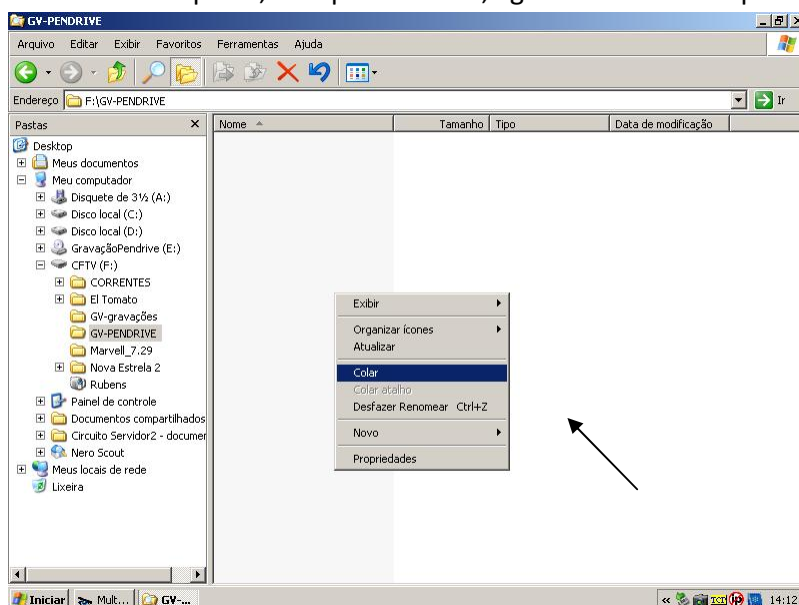 GV-PENDRIVE
Arquivo Editar Exibir Favoritos Ferramentas Ajuda
Endereço F:\GV-PENDRIVE Ir
Pastas X Nome Tamanho Tipo Data de modificação
Desktop
Meus documentos
Meu computador
Disquete de 3½ (A:)
Disco local (C:)
Disco local (D:)
GravaçãoPendrive (E:)
CFTV (F:)
CORRENTES
El Tomato
GV-gravações
GV-PENDRIVE
Marvell_7.29
Nova Estrela 2
Rubens
Painel de controle
Documentos compartilhados
Circuito Servidor2 - documen
Nero Scout
Meus locais de rede
Lixeira
Exibir
Organizar ícones
Atualizar
Colar
Colar atalho
Desfazer Renomear Ctrl+Z
Novo
Propriedades
Iniciar Mult... GV-... « 14:12